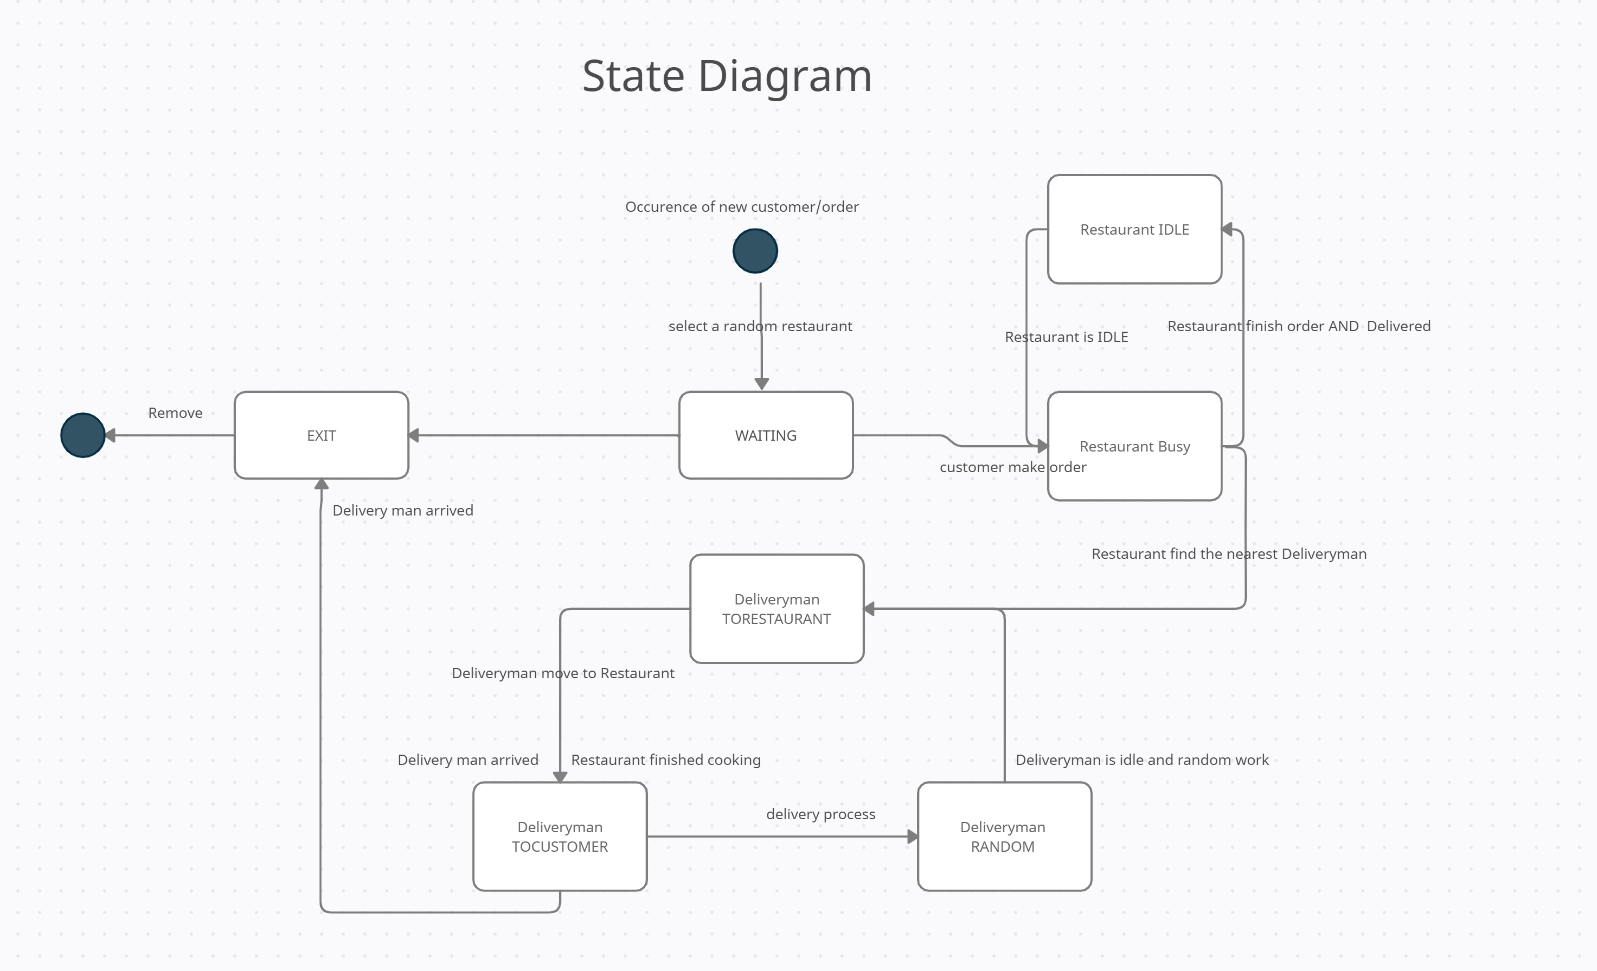 State Diagram
Occurence of new customer/order
Restaurant IDLE
select a random restaurant
Restaurant is IDLE
Restaurant finish order AND  Delivered
Remove
EXIT
WAITING
Restaurant Busy
customer make order
Delivery man arrived
Restaurant find the nearest Deliveryman
Deliveryman
TORESTAURANT
Deliveryman move to Restaurant
Delivery man arrived
Restaurant finished cooking
Deliveryman is idle and random work
delivery process
Deliveryman
TOCUSTOMER
Deliveryman
RANDOM